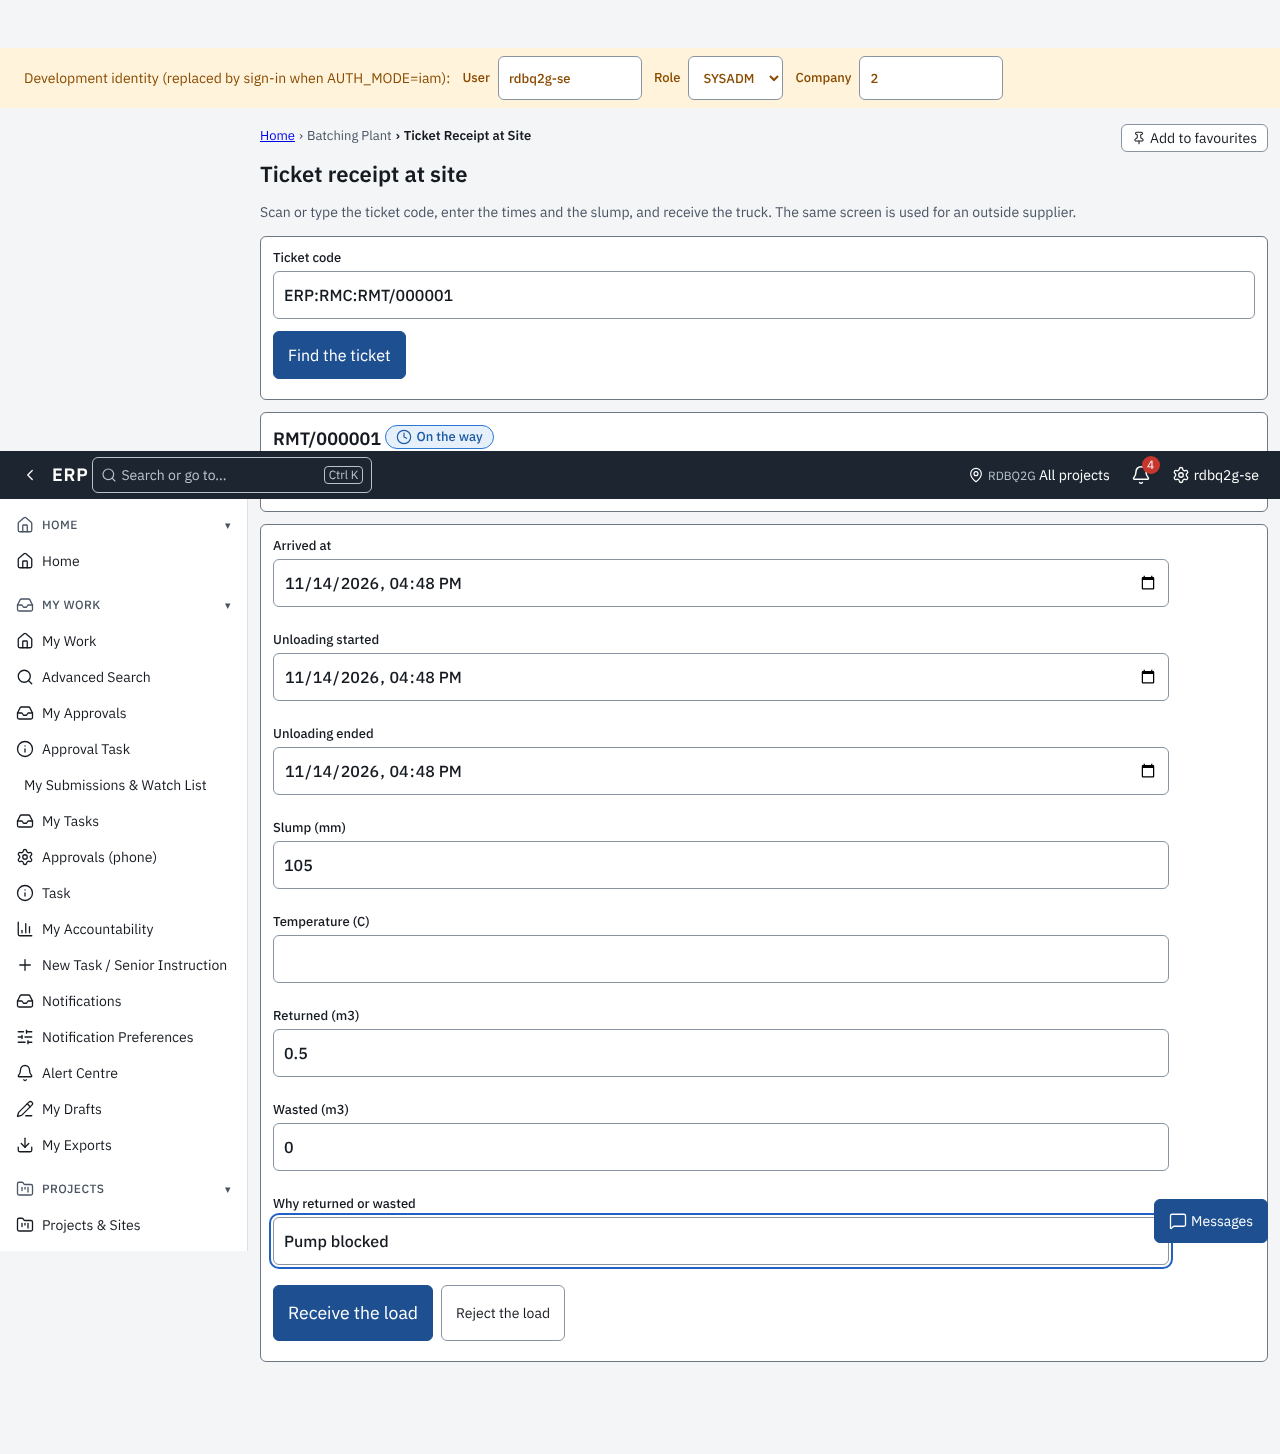 Development identity (replaced by sign-in when AUTH_MODE=iam): User rdbq2g-se Role SYSADM Company 2
Home › Batching Plant › Ticket Receipt at Site
Add to favourites
Ticket receipt at site
Scan or type the ticket code, enter the times and the slump, and receive the truck. The same screen is used for an outside supplier.
Ticket code
ERP:RMC:RMT/000001
Find the ticket
RMT/000001 On the way
ERP Search or go to... Ctrl K RDBQ2G All projects 4 rdbq2g-se
HOME
Home
MY WORK
My Work
Advanced Search
My Approvals
Approval Task
My Submissions & Watch List
My Tasks
Approvals (phone)
Task
My Accountability
New Task / Senior Instruction
Notifications
Notification Preferences
Alert Centre
My Drafts
My Exports
PROJECTS
Projects & Sites
Arrived at
11/14/2026, 04:48 PM
Unloading started
11/14/2026, 04:48 PM
Unloading ended
11/14/2026, 04:48 PM
Slump (mm)
105
Temperature (C)
Returned (m3)
0.5
Wasted (m3)
0
Why returned or wasted
Pump blocked
Messages
Receive the load
Reject the load